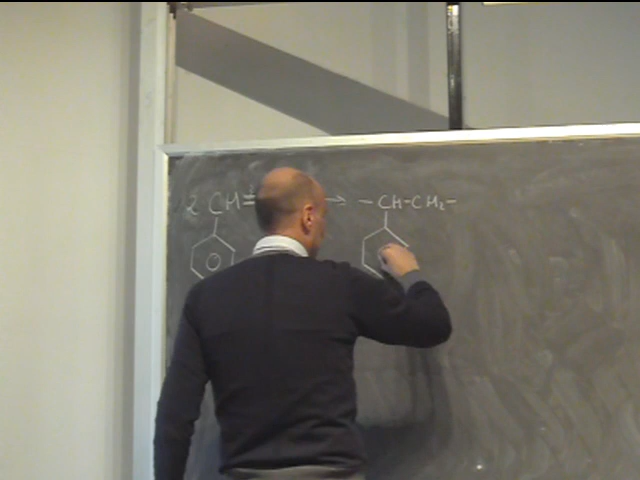 2 CH= → -CH-CH₂-